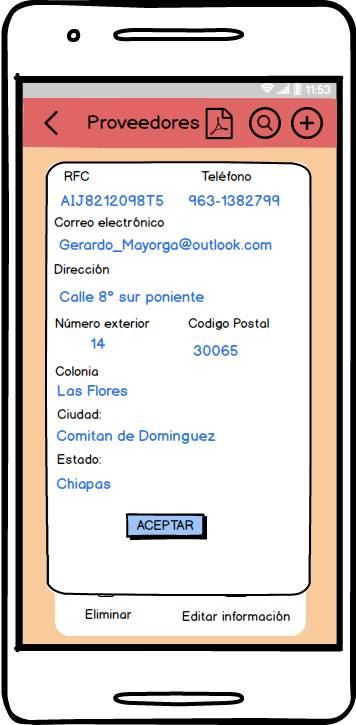 11:53
Proveedores
RFC Teléfono
AIJ8212098T5 963-1382799
Correo electrónico
Gerardo_Mayorga@outlook.com
Dirección
Calle 8° sur poniente
Número exterior Codigo Postal
14 30065
Colonia
Las Flores
Ciudad:
Comitan de Dominguez
Estado:
Chiapas
ACEPTAR
Eliminar Editar información